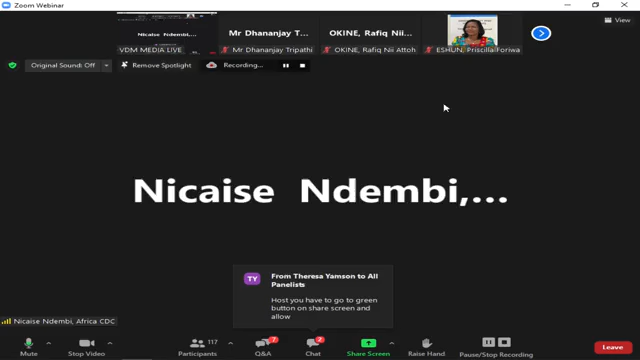 Zoom Webinar
View
Nicaise Ndembi,...
VDM MEDIA LIVE
Mr Dhananjay T...
Mr Dhananjay Tripathi
OKINE, Rafiq Nii...
OKINE, Rafiq Nii Attoh
ESHUN, Priscilla Foriwa
Original Sound: Off
Remove Spotlight
Recording...
Nicaise Ndembi,...
TY
From Theresa Yamson to All
Panelists
Host you have to go to green
button on share screen and
allow
Nicaise Ndembi, Africa CDC
Mute
Stop Video
117
Participants
7
Q&A
2
Chat
Share Screen
Raise Hand
Pause/Stop Recording
Leave